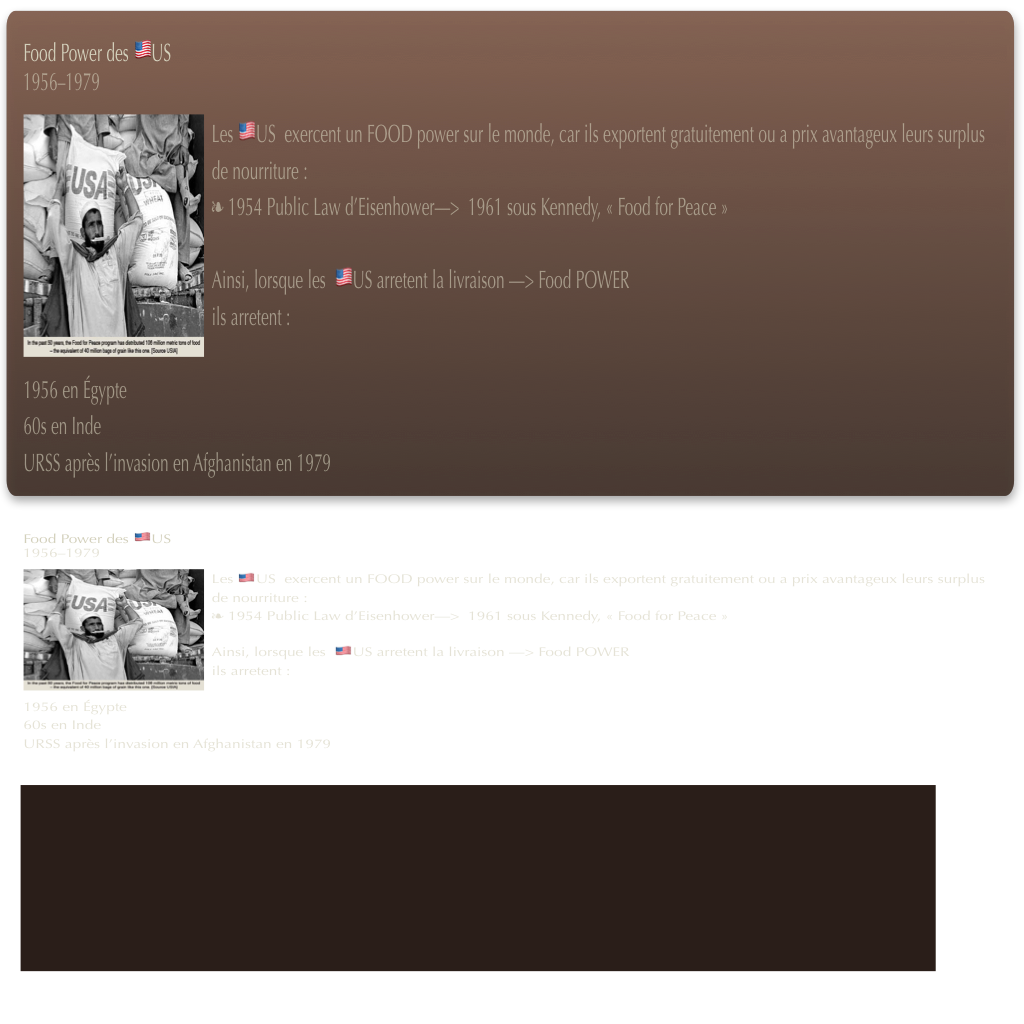 Food Power des 🇺🇸US
1956–1979
USA
USA
WHEAT
Les 🇺🇸US exercent un FOOD power sur le monde, car ils exportent gratuitement ou a prix avantageux leurs surplus
de nourriture :
❧ 1954 Public Law d’Eisenhower—> 1961 sous Kennedy, « Food for Peace »
Ainsi, lorsque les 🇺🇸US arretent la livraison —> Food POWER
ils arretent :
In the past 50 years, the Food for Peace program has distributed 106 million metric tons of food
– the equivalent of 40 million bags of grain like this one. [Source USIA]
1956 en Égypte
60s en Inde
URSS après l’invasion en Afghanistan en 1979
Food Power des 🇺🇸US
1956–1979
USA
Les 🇺🇸US exercent un FOOD power sur le monde, car ils exportent gratuitement ou a prix avantageux leurs surplus
de nourriture :
❧ 1954 Public Law d’Eisenhower—> 1961 sous Kennedy, « Food for Peace »
Ainsi, lorsque les 🇺🇸US arretent la livraison —> Food POWER
ils arretent :
In the past 50 years, the Food for Peace program has distributed 106 million metric tons of food
– the equivalent of 40 million bags of grain like this one. [Source USIA]
1956 en Égypte
60s en Inde
URSS après l’invasion en Afghanistan en 1979